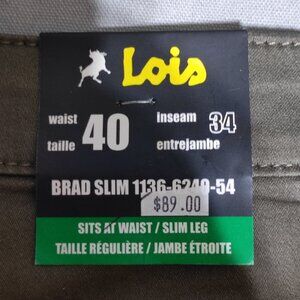 Lois
waist taille 40 inseam entrejambe 34
BRAD SLIM 1136-6240-54
$89.00
SITS AT WAIST / SLIM LEG
TAILLE RÉGULIÈRE / JAMBE ÉTROITE